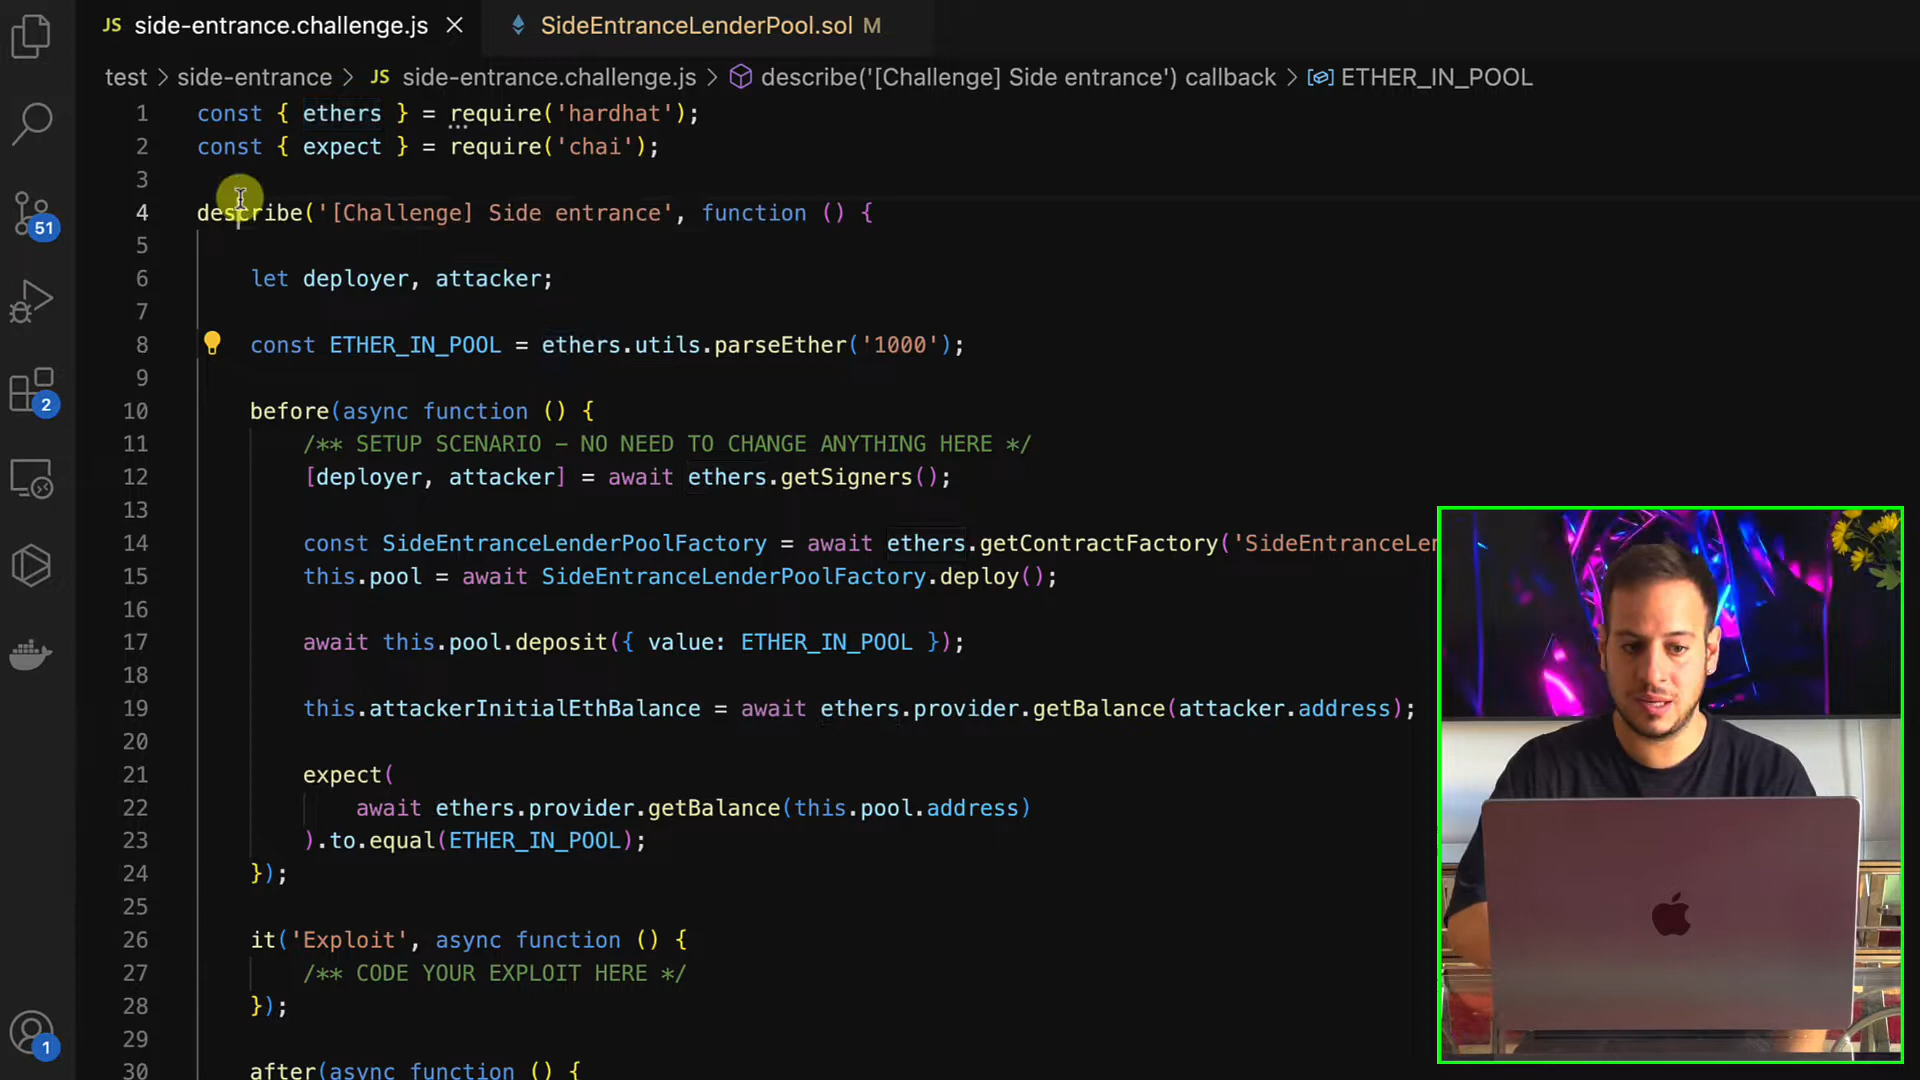 JS side-entrance.challenge.js
SideEntranceLenderPool.sol M
test > side-entrance > JS side-entrance.challenge.js > describe('[Challenge] Side entrance') callback > ETHER_IN_POOL
1 const { ethers } = require('hardhat');
2 const { expect } = require('chai');
3
4 describe('[Challenge] Side entrance', function () {
5
6 let deployer, attacker;
7
8 const ETHER_IN_POOL = ethers.utils.parseEther('1000');
9
10 before(async function () {
11 /** SETUP SCENARIO – NO NEED TO CHANGE ANYTHING HERE */
12 [deployer, attacker] = await ethers.getSigners();
13
14 const SideEntranceLenderPoolFactory = await ethers.getContractFactory('SideEntranceLer
15 this.pool = await SideEntranceLenderPoolFactory.deploy();
16
17 await this.pool.deposit({ value: ETHER_IN_POOL });
18
19 this.attackerInitialEthBalance = await ethers.provider.getBalance(attacker.address);
20
21 expect(
22 await ethers.provider.getBalance(this.pool.address)
23 ).to.equal(ETHER_IN_POOL);
24 });
25
26 it('Exploit', async function () {
27 /** CODE YOUR EXPLOIT HERE */
28 });
29
30 after(async function () {
51
2
1